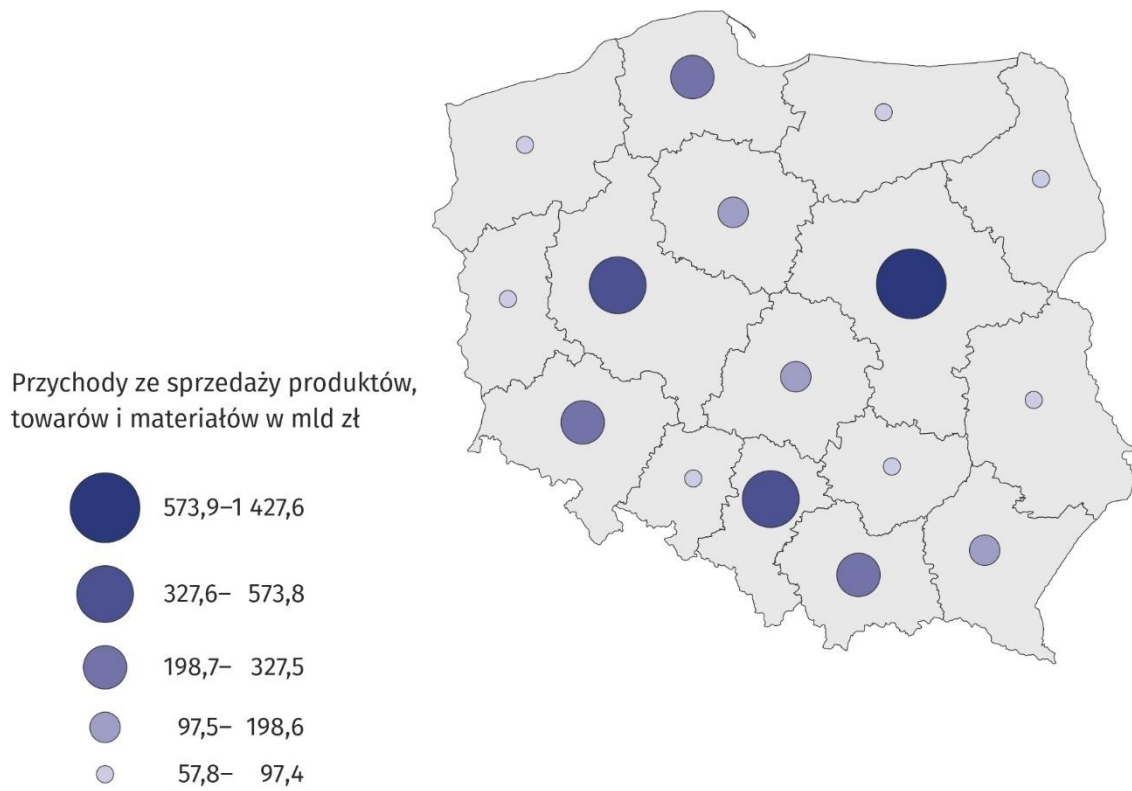 Przychody ze sprzedaży produktów,
towarów i materiałów w mld zł
573,9–1 427,6
327,6– 573,8
198,7– 327,5
97,5– 198,6
57,8– 97,4